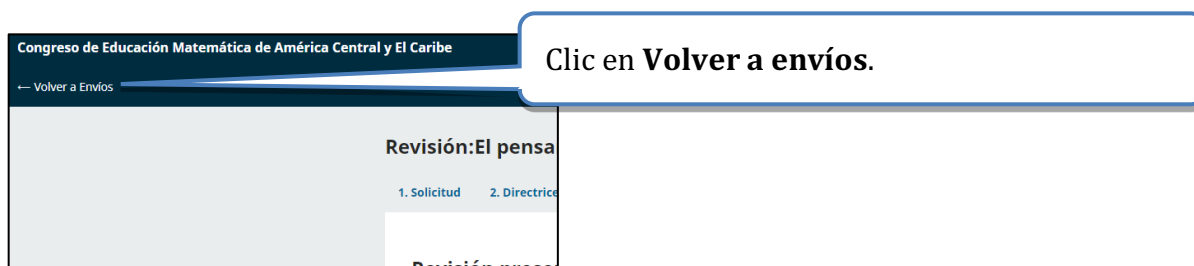 Congreso de Educación Matemática de América Central y El Caribe
← Volver a Envíos
Clic en Volver a envíos.
Revisión:El pensa
1. Solicitud 2. Directrice